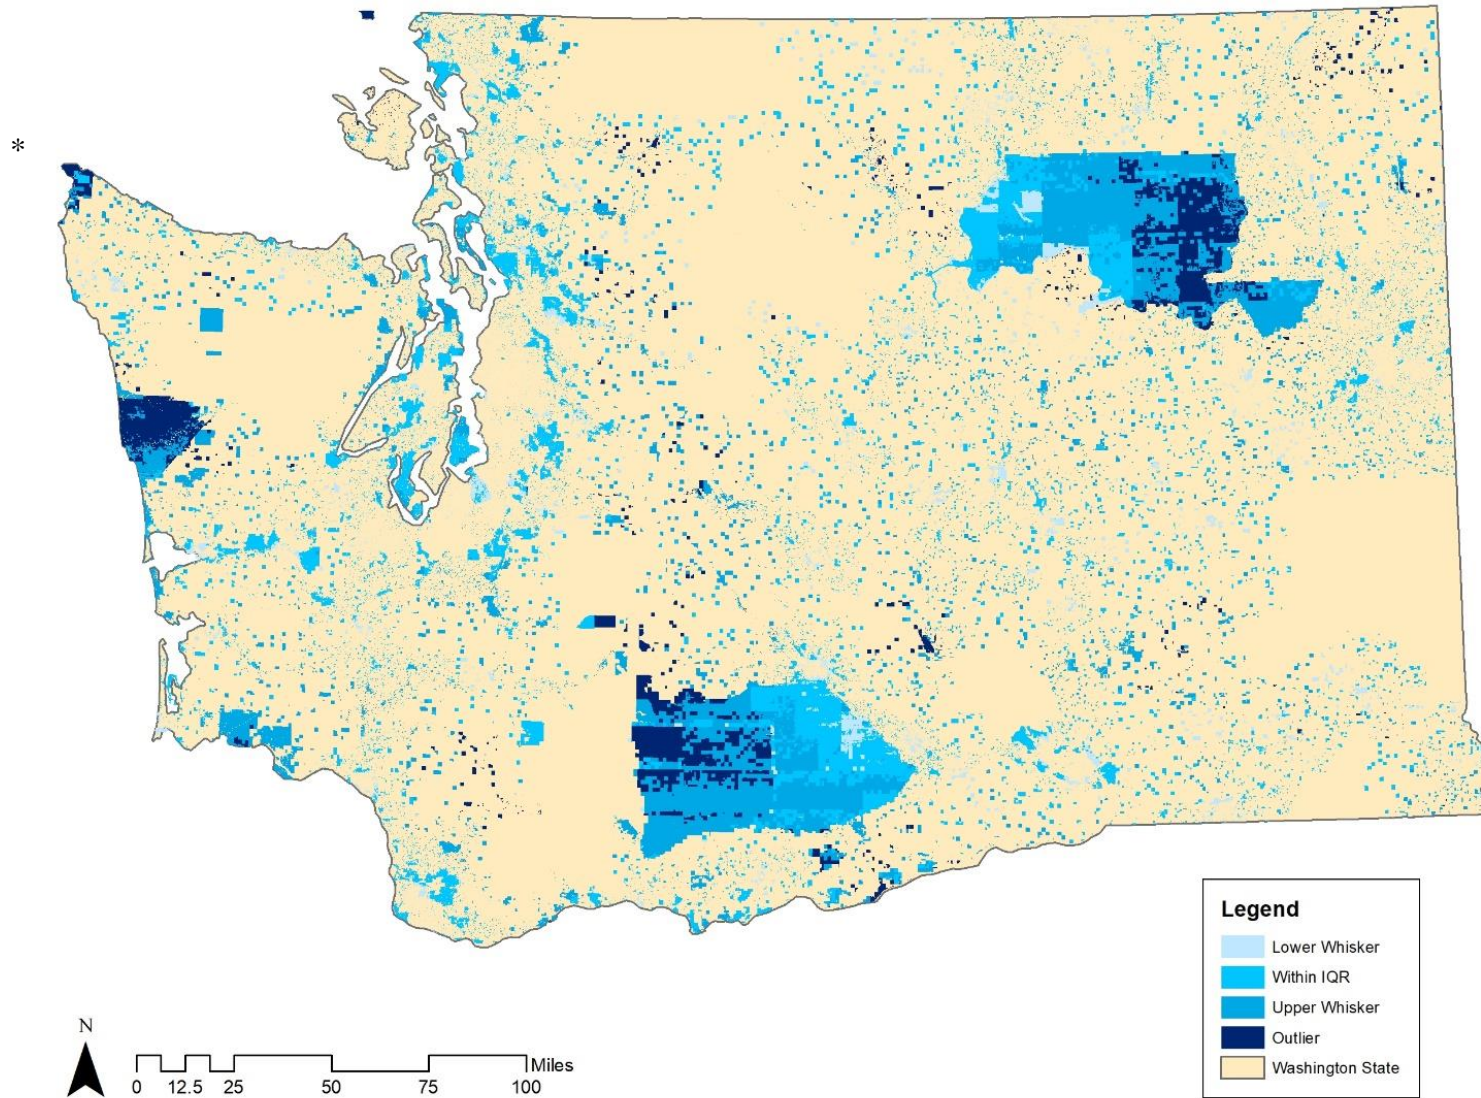 *
Legend
Lower Whisker
Within IQR
Upper Whisker
Outlier
Washington State
N
Miles
0 12.5 25 50 75 100